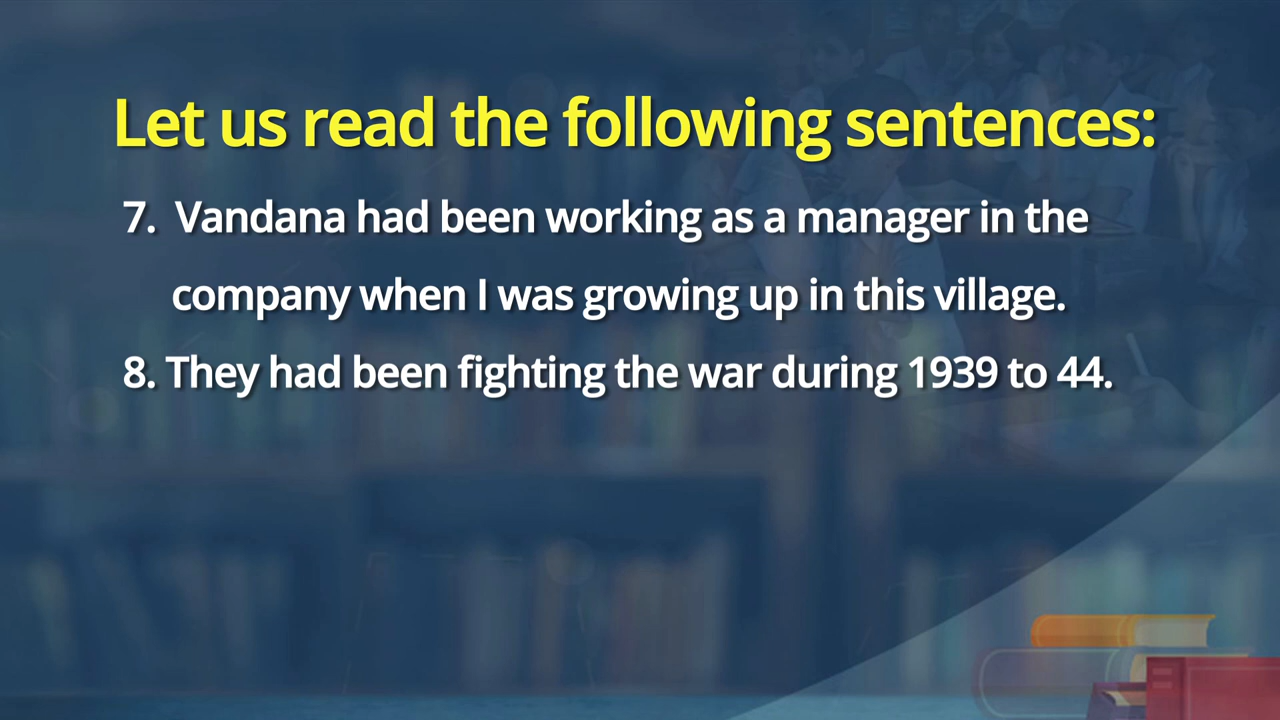 Let us read the following sentences:
7. Vandana had been working as a manager in the
company when I was growing up in this village.
8. They had been fighting the war during 1939 to 44.